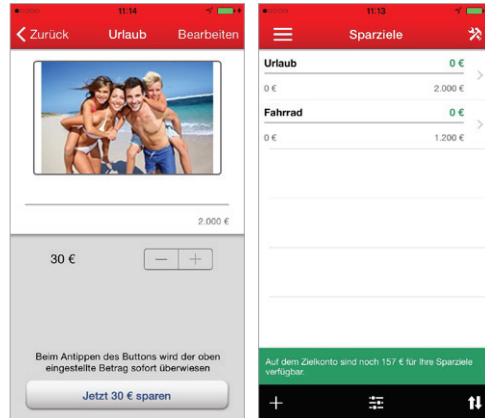 11:14
Zurück Urlaub Bearbeiten
2.000 €
30 €
Beim Antippen des Buttons wird der oben
eingestellte Betrag sofort überwiesen
Jetzt 30 € sparen
11:13
Sparziele
Urlaub 0 €
0 € 2.000 €
Fahrrad 0 €
0 € 1.200 €
Auf dem Zielkonto sind noch 157 € für Ihre Sparziele
verfügbar.